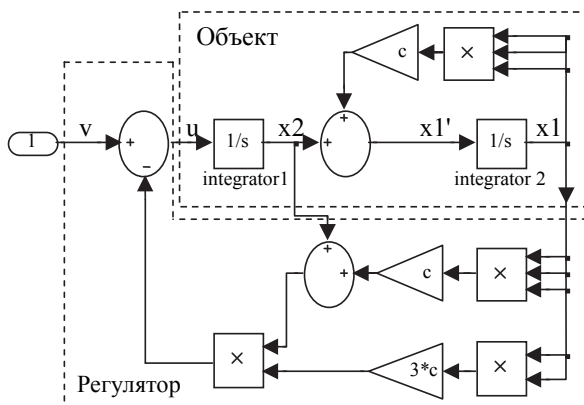 Объект
c
×
1
v
+
−
u
1/s
integrator1
x2
+
+
x1'
1/s
integrator 2
x1
+
+
c
×
×
3*c
×
Регулятор